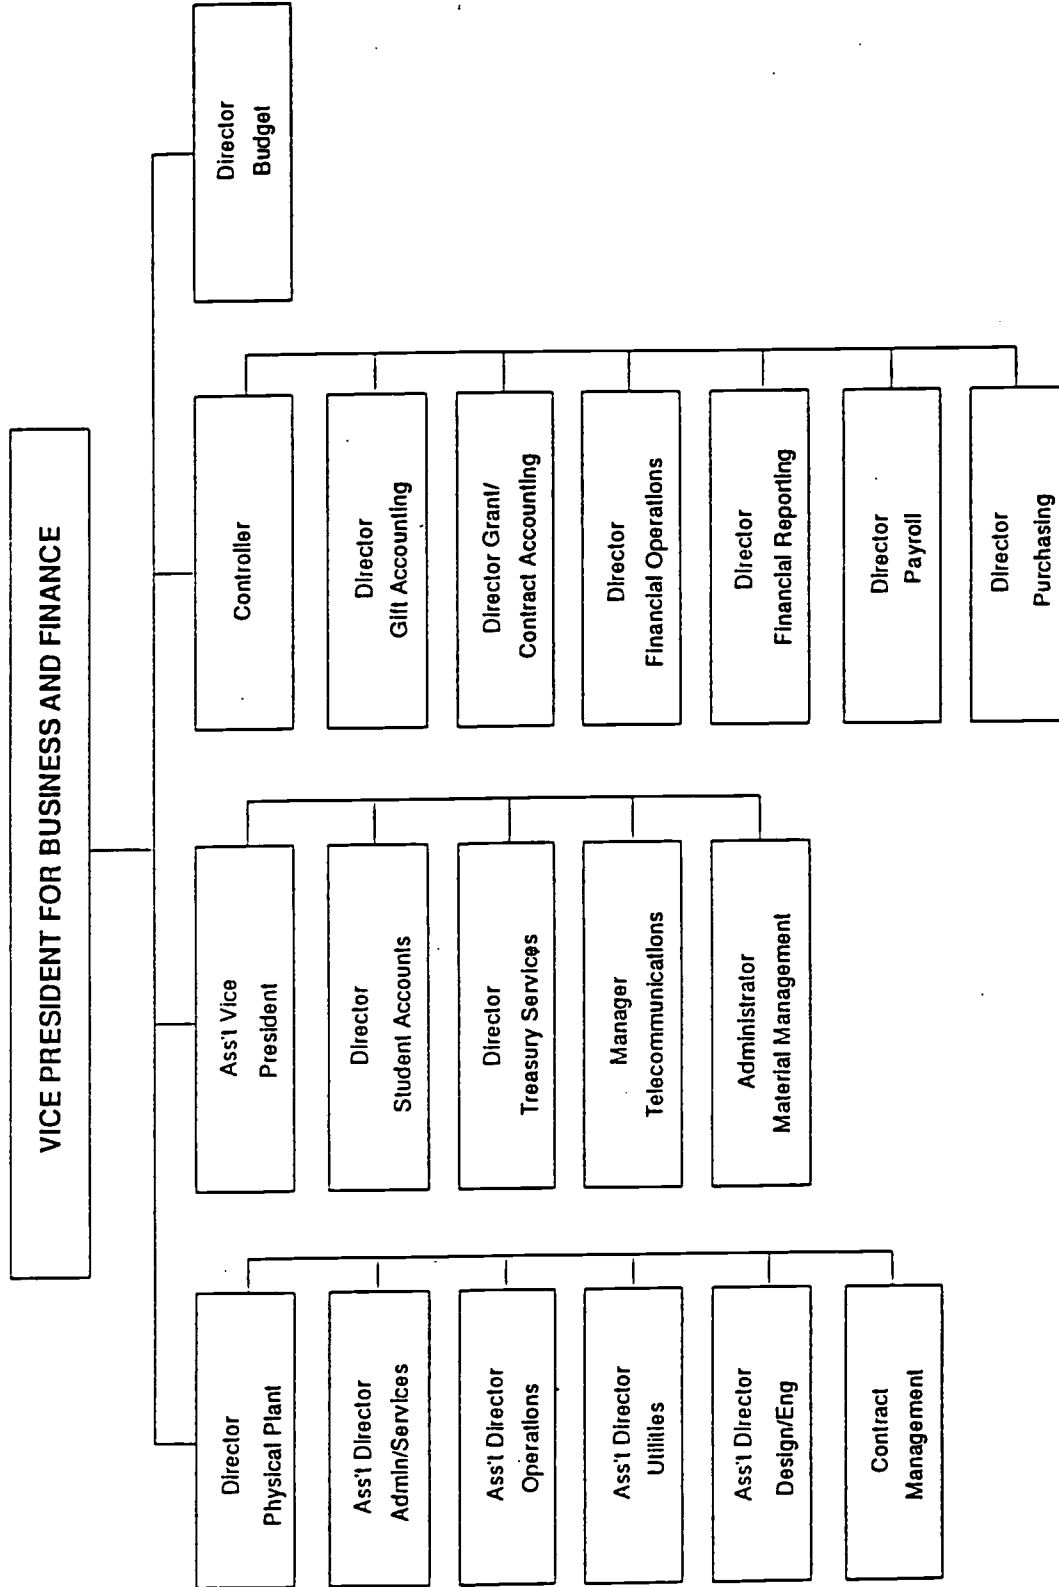 VICE PRESIDENT FOR BUSINESS AND FINANCE
Director
Physical Plant
Ass't Director
Admin/Services
Ass't Director
Operations
Ass't Director
Utilities
Ass't Director
Design/Eng
Contract
Management
Ass't Vice
President
Director
Student Accounts
Director
Treasury Services
Manager
Telecommunications
Administrator
Material Management
Controller
Director
Gift Accounting
Director Grant/
Contract Accounting
Director
Financial Operations
Director
Financial Reporting
Director
Payroll
Director
Purchasing
Director
Budget